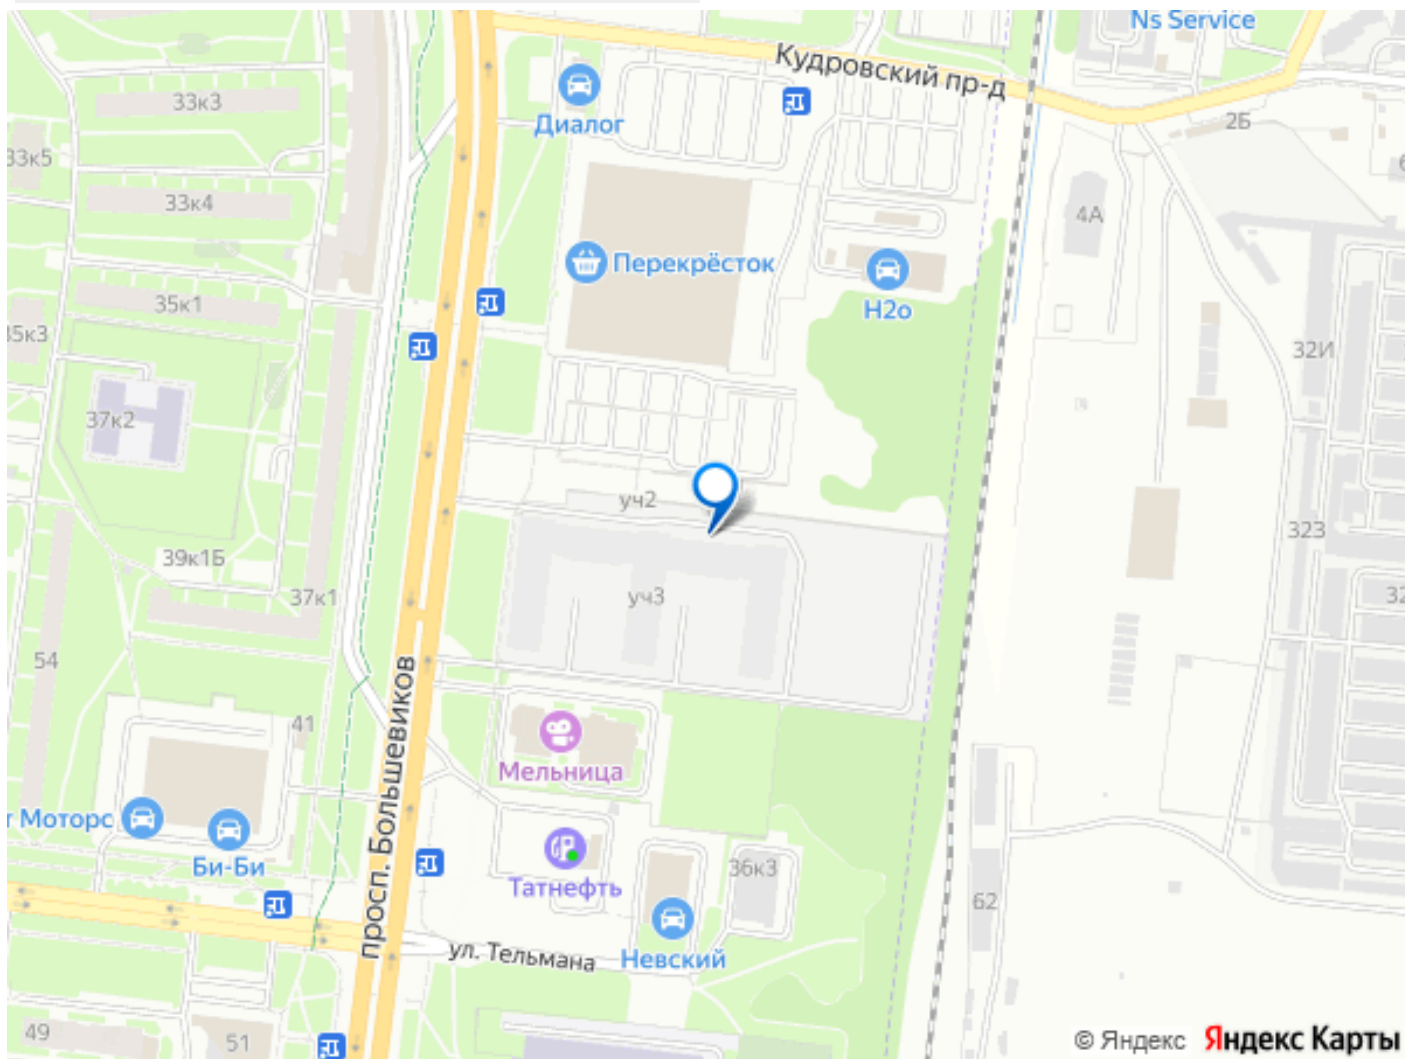 Ns Service
Кудровский пр-д
Диалог
2Б
33к3
33к5
33к4
4А
Перекрёсток
Н2о
35к1
35к3
32И
37к2
уч2
323
39к1Б
37к1
уч3
54
просп. Большевиков
41
Мельница
т Моторс
Би-Би
Татнефть
36к3
62
ул. Тельмана
Невский
49
51
© Яндекс Яндекс Карты